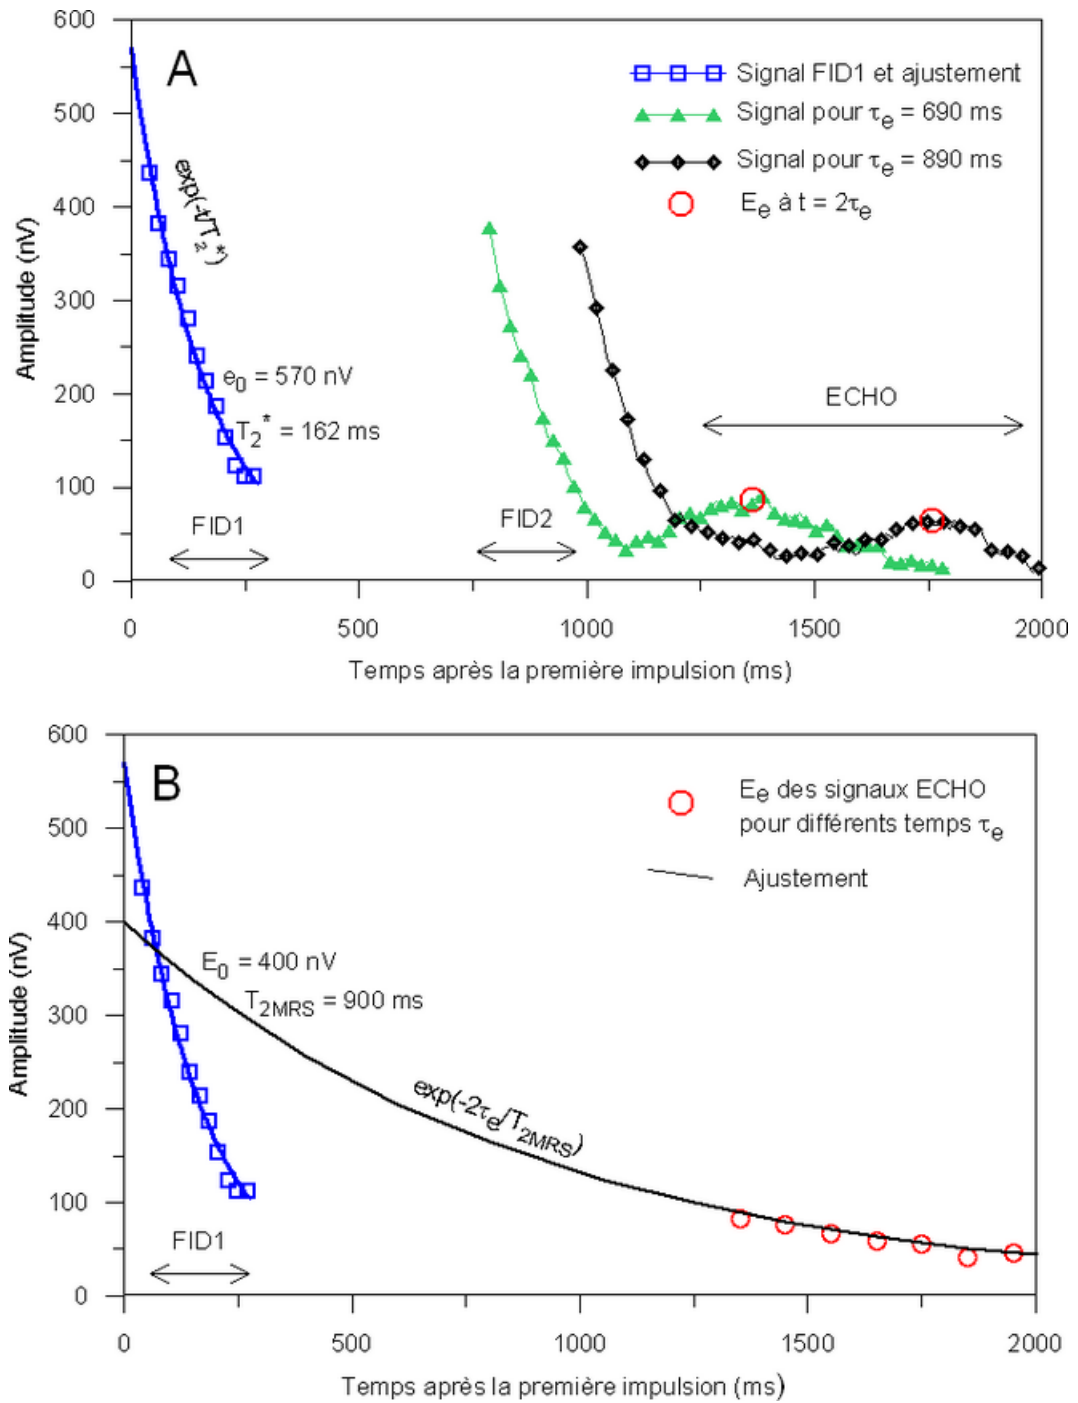 600
500
400
300
200
100
0
Amplitude (nV)
A
exp(-t/T₂*)
Signal FID1 et ajustement
Signal pour τₑ = 690 ms
Signal pour τₑ = 890 ms
Eₑ à t = 2τₑ
e₀ = 570 nV
T₂* = 162 ms
ECHO
FID1
FID2
0 500 1000 1500 2000
Temps après la première impulsion (ms)
600
500
400
300
200
100
0
Amplitude (nV)
B
Eₑ des signaux ECHO
pour différents temps τₑ
Ajustement
E₀ = 400 nV
T₂MRS = 900 ms
exp(-2τₑ/T₂MRS)
FID1
0 500 1000 1500 2000
Temps après la première impulsion (ms)